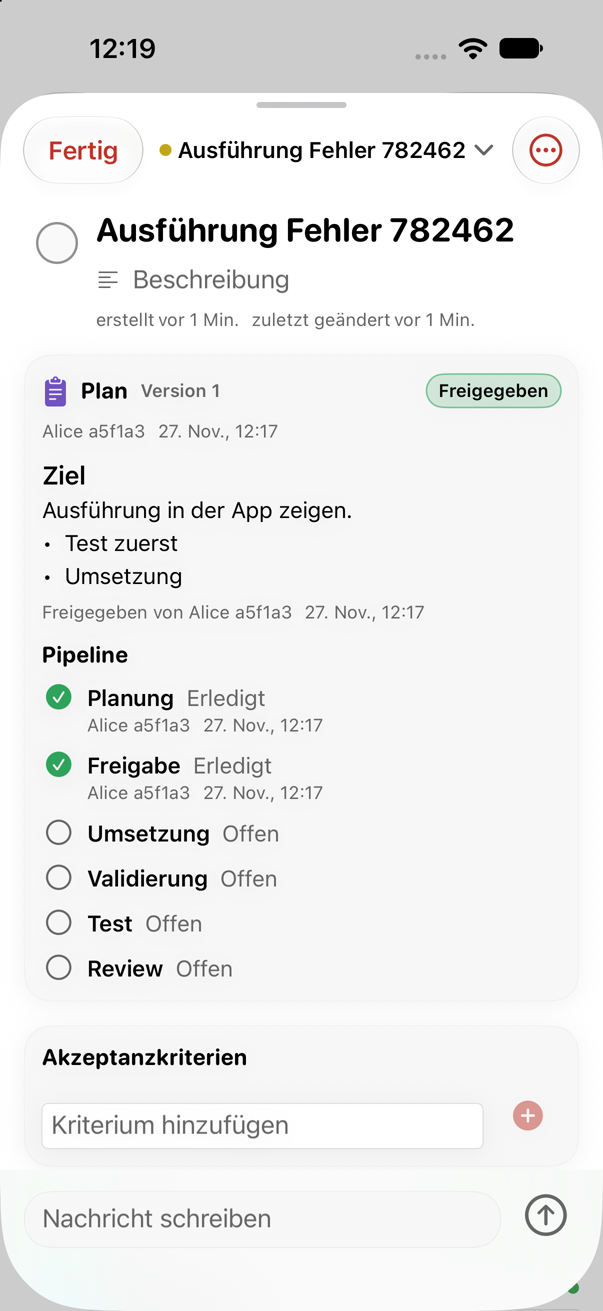 12:19
Fertig
Ausführung Fehler 782462
Ausführung Fehler 782462
Beschreibung
erstellt vor 1 Min. zuletzt geändert vor 1 Min.
Plan Version 1 Freigegeben
Alice a5f1a3 27. Nov., 12:17
Ziel
Ausführung in der App zeigen.
• Test zuerst
• Umsetzung
Freigegeben von Alice a5f1a3 27. Nov., 12:17
Pipeline
Planung Erledigt
Alice a5f1a3 27. Nov., 12:17
Freigabe Erledigt
Alice a5f1a3 27. Nov., 12:17
Umsetzung Offen
Validierung Offen
Test Offen
Review Offen
Akzeptanzkriterien
Kriterium hinzufügen
Nachricht schreiben